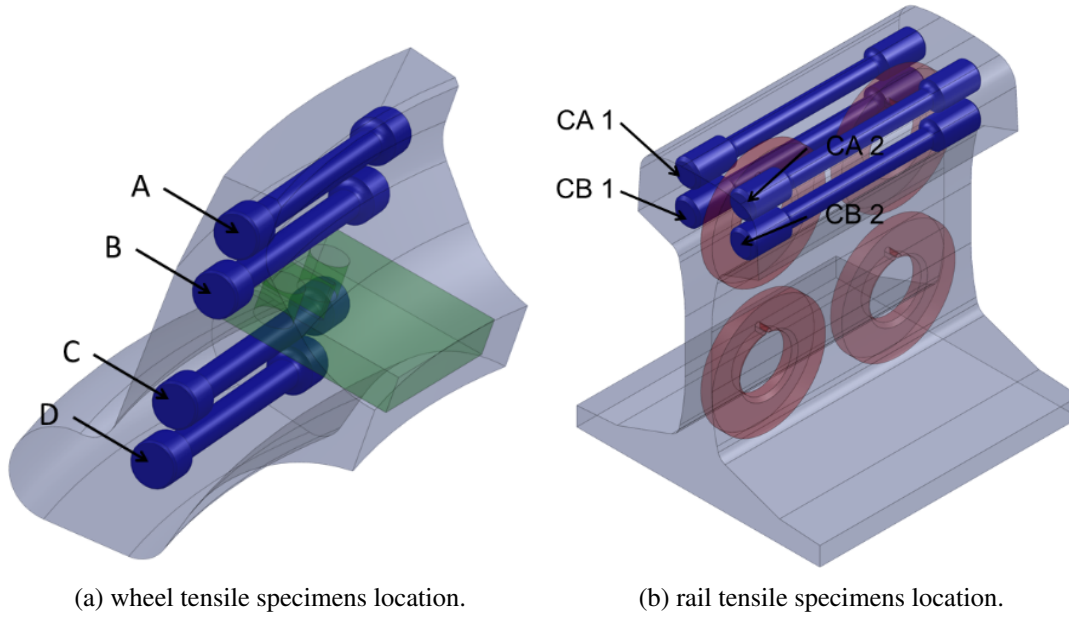 A
B
C
D
CA 1
CB 1
CA 2
CB 2
(a) wheel tensile specimens location.
(b) rail tensile specimens location.